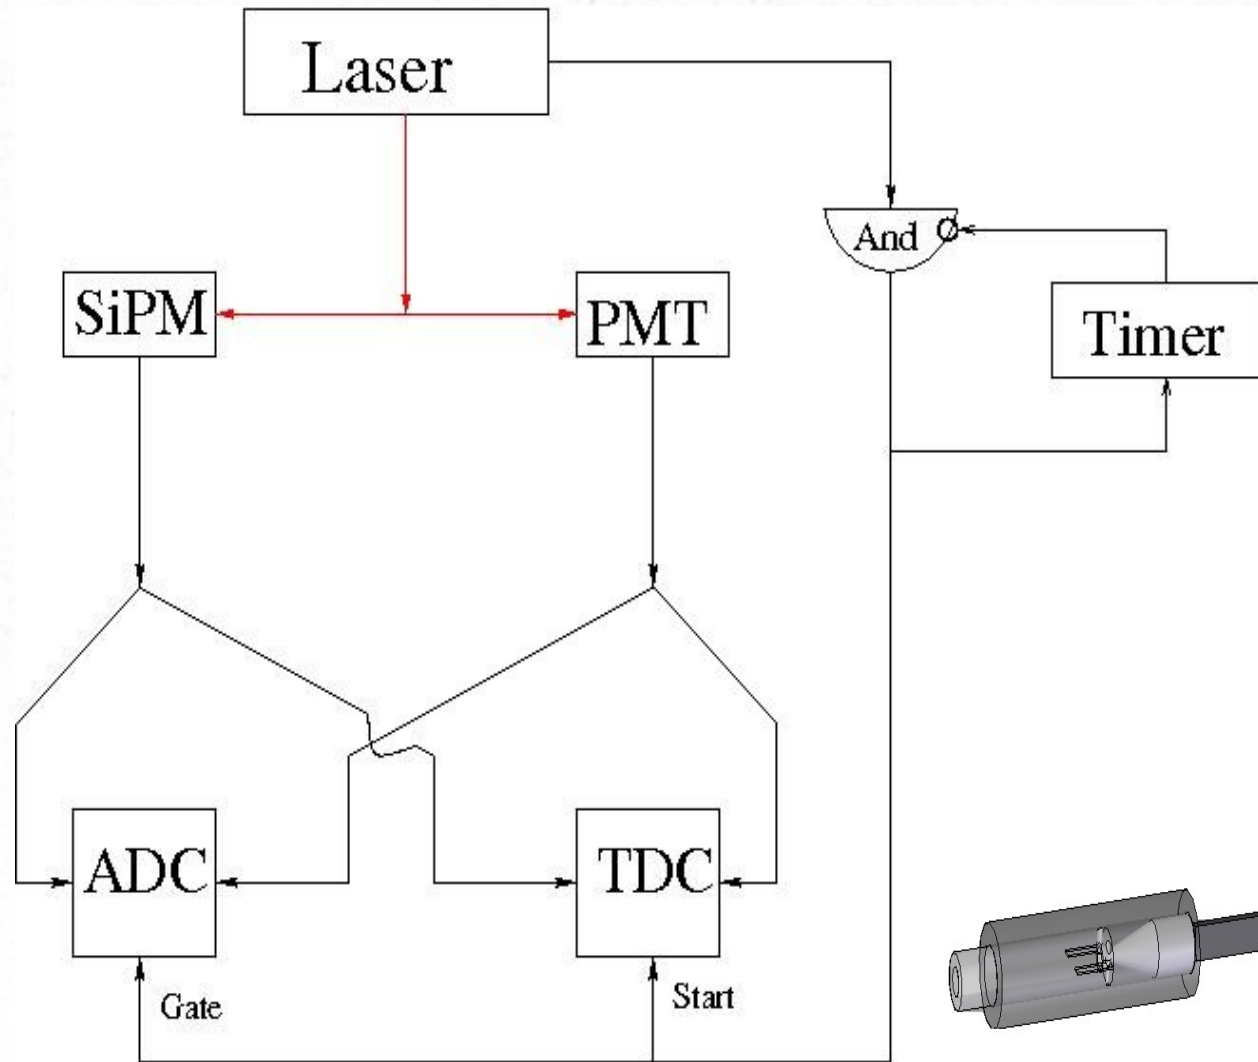 Laser
And
SiPM
PMT
Timer
ADC
TDC
Gate
Start